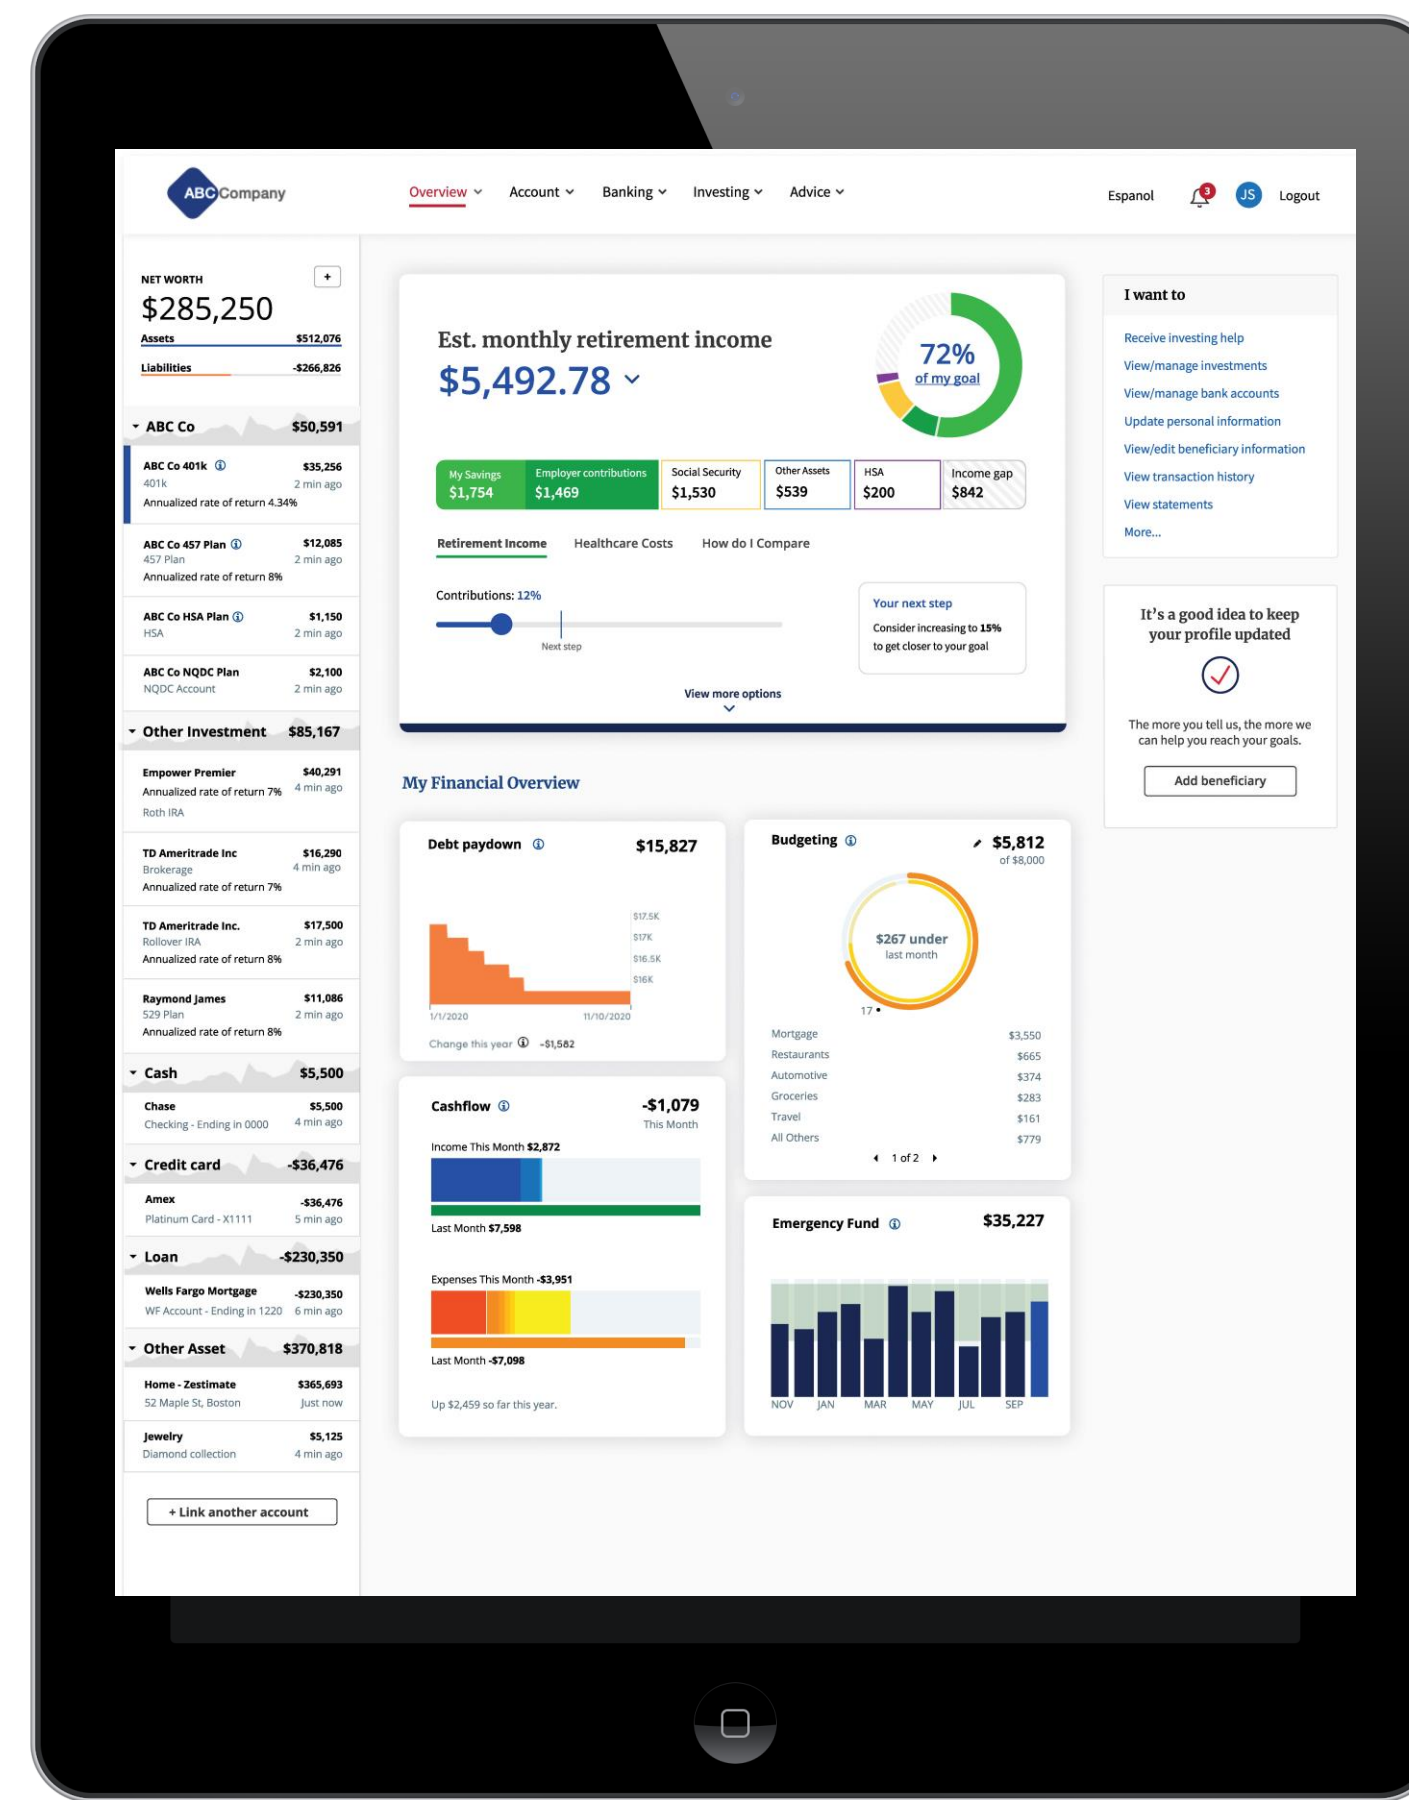 ABCCompany
Overview
Account
Banking
Investing
Advice
Espanol
3
JS
Logout
NET WORTH
+
$285,250
Assets $512,076
Liabilities -$266,826
ABC Co $50,591
ABC Co 401k $35,256
401k 2 min ago
Annualized rate of return 4.34%
ABC Co 457 Plan $12,085
457 Plan 2 min ago
Annualized rate of return 8%
ABC Co HSA Plan $1,150
HSA 2 min ago
ABC Co NQDC Plan $2,100
NQDC Account 2 min ago
Other Investment $85,167
Empower Premier $40,291
Annualized rate of return 7% 4 min ago
Roth IRA
TD Ameritrade Inc $16,290
Brokerage 4 min ago
Annualized rate of return 7%
TD Ameritrade Inc. $17,500
Rollover IRA 2 min ago
Annualized rate of return 8%
Raymond James $11,086
529 Plan 2 min ago
Annualized rate of return 8%
Cash $5,500
Chase $5,500
Checking - Ending in 0000 4 min ago
Credit card -$36,476
Amex -$36,476
Platinum Card - X1111 5 min ago
Loan -$230,350
Wells Fargo Mortgage -$230,350
WF Account - Ending in 1220 6 min ago
Other Asset $370,818
Home - Zestimate $365,693
52 Maple St, Boston Just now
Jewelry $5,125
Diamond collection 4 min ago
+ Link another account
Est. monthly retirement income
$5,492.78
72%
of my goal
My Savings
$1,754
Employer contributions
$1,469
Social Security
$1,530
Other Assets
$539
HSA
$200
Income gap
$842
Retirement Income
Healthcare Costs
How do I Compare
Contributions: 12%
Next step
Your next step
Consider increasing to 15%
to get closer to your goal
View more options
My Financial Overview
Debt paydown $15,827
$17.5K
$17K
$16.5K
$16K
1/1/2020 11/10/2020
Change this year -$1,582
Cashflow -$1,079
This Month
Income This Month $2,872
Last Month $7,598
Expenses This Month -$3,951
Last Month -$7,098
Up $2,459 so far this year.
Budgeting $5,812
of $8,000
$267 under
last month
17
Mortgage $3,550
Restaurants $665
Automotive $374
Groceries $283
Travel $161
All Others $779
1 of 2
Emergency Fund $35,227
NOV JAN MAR MAY JUL SEP
I want to
Receive investing help
View/manage investments
View/manage bank accounts
Update personal information
View/edit beneficiary information
View transaction history
View statements
More...
It's a good idea to keep
your profile updated
The more you tell us, the more we
can help you reach your goals.
Add beneficiary